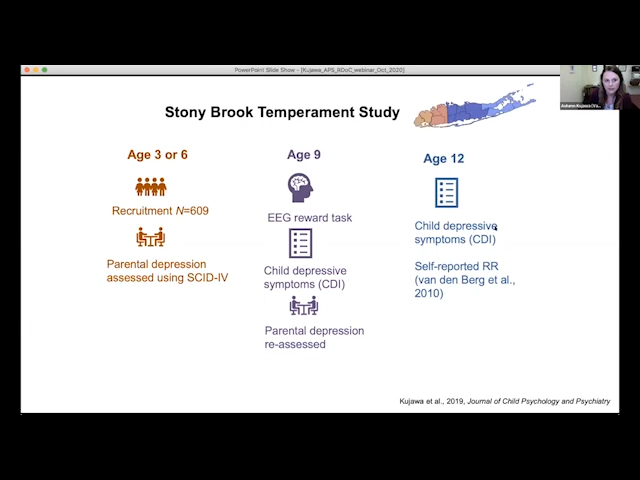 PowerPoint Slide Show - [Kujawa_APS_RDoC_webinar_Oct_2020]
Stony Brook Temperament Study
Age 3 or 6
Recruitment N=609
Parental depression
assessed using SCID-IV
Age 9
EEG reward task
Child depressive
symptoms (CDI)
Parental depression
re-assessed
Age 12
Child depressive
symptoms (CDI)
Self-reported RR
(van den Berg et al.,
2010)
Kujawa et al., 2019, Journal of Child Psychology and Psychiatry